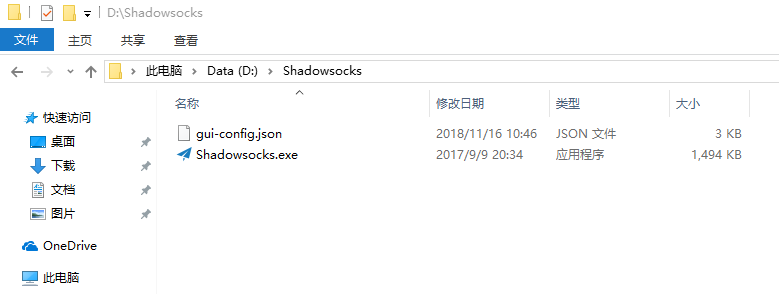 D:\Shadowsocks
文件 主页 共享 查看
此电脑 Data (D:) Shadowsocks
名称 修改日期 类型 大小
快速访问
gui-config.json 2018/11/16 10:46 JSON 文件 3 KB
桌面
Shadowsocks.exe 2017/9/9 20:34 应用程序 1,494 KB
下载
文档
图片
OneDrive
此电脑